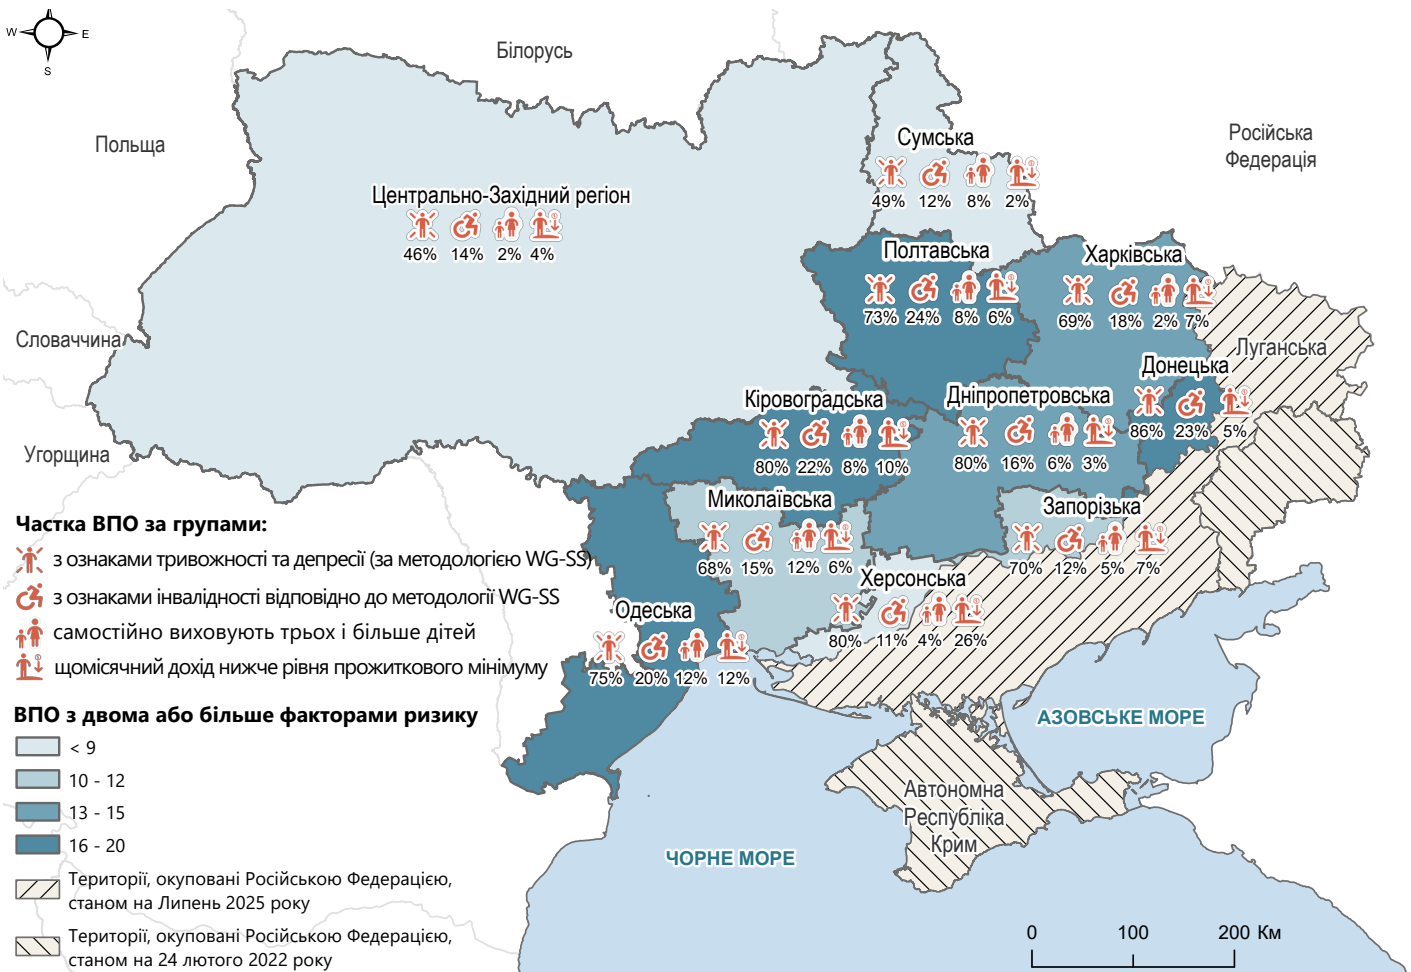 W
E
S
Білорусь
Польща
Російська
Федерація
Словаччина
Угорщина
Сумська
49% 12% 8% 2%
Центрально-Західний регіон
46% 14% 2% 4%
Полтавська
73% 24% 8% 6%
Харківська
69% 18% 2% 7%
Луганська
Донецька
86% 23% 5%
Кіровоградська
80% 22% 8% 10%
Дніпропетровська
80% 16% 6% 3%
Миколаївська
68% 15% 12% 6%
Запорізька
70% 12% 5% 7%
Херсонська
80% 11% 4% 26%
Одеська
75% 20% 12% 12%
АЗОВСЬКЕ МОРЕ
Автономна
Республіка
Крим
ЧОРНЕ МОРЕ
Частка ВПО за групами:
з ознаками тривожності та депресії (за методологією WG-SS)
з ознаками інвалідності відповідно до методології WG-SS
самостійно виховують трьох і більше дітей
щомісячний дохід нижче рівня прожиткового мінімуму
ВПО з двома або більше факторами ризику
< 9
10 - 12
13 - 15
16 - 20
Території, окуповані Російською Федерацією,
станом на Липень 2025 року
Території, окуповані Російською Федерацією,
станом на 24 лютого 2022 року
0 100 200 Км